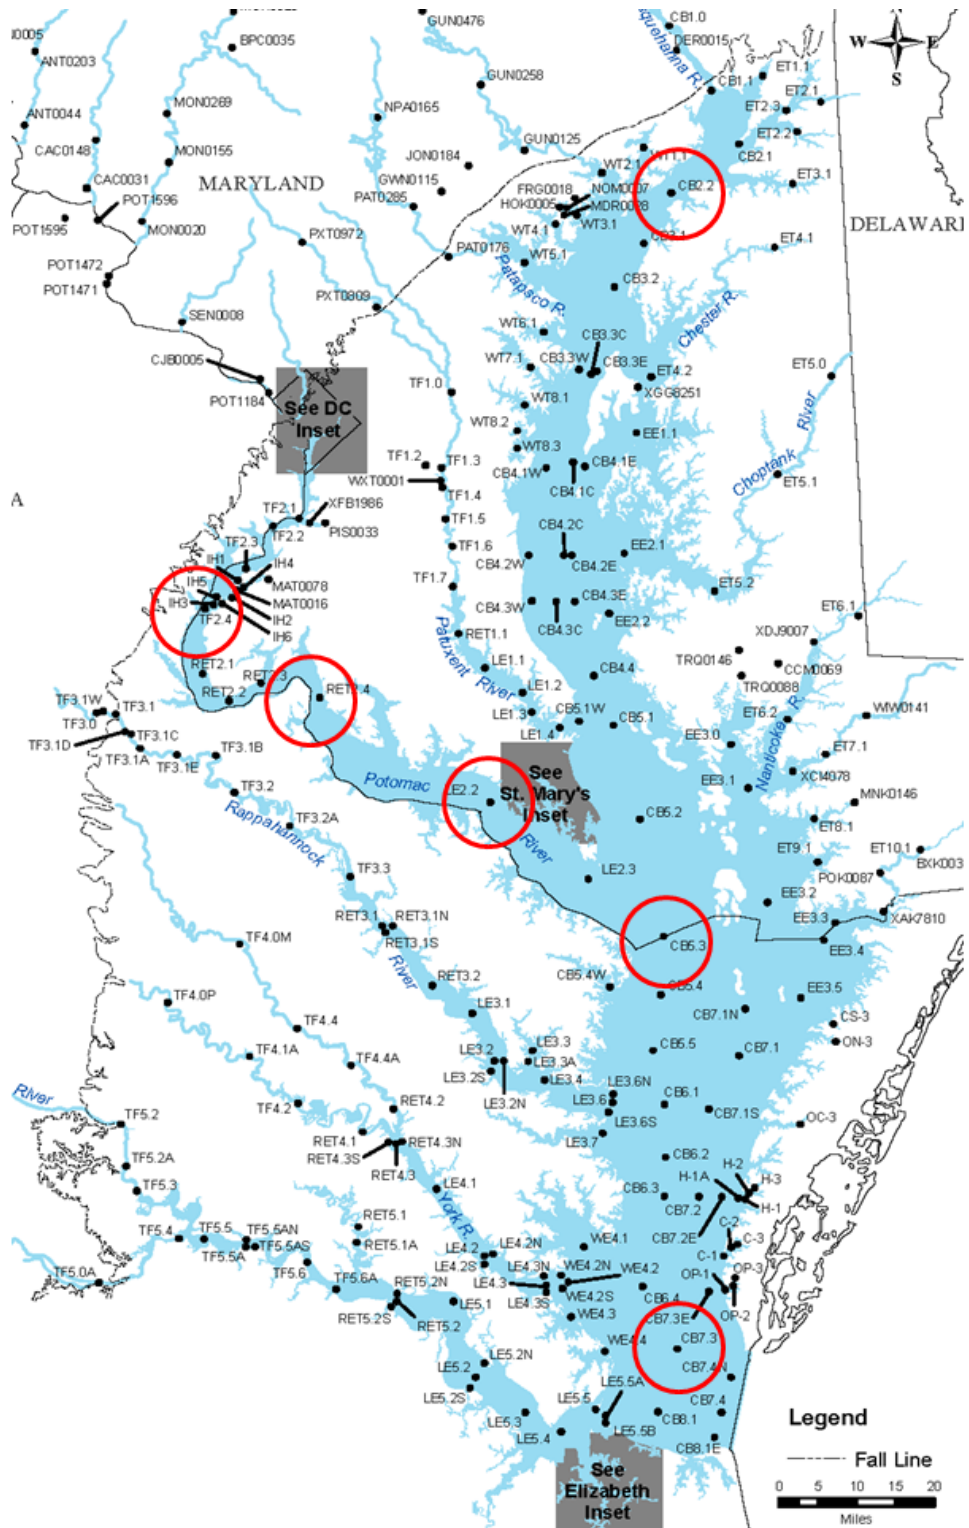 GUN0476
CB1.0
N
BPC0035
DER0015
W
E
S
ANT0203
Susquehanna R.
ET1.1
GUN0258
CB1.1
ET2.1
MON0269
NPA0165
ET2.3
ANT0044
ET2.2
CAC0148
GUN0125
MON0155
JON0184
WT2.1
WT1.1
CB2.1
CAC0031
MARYLAND
GWN0115
FRG0018
NOM0007
CB2.2
ET3.1
POT1596
PAT0285
HOK0005
MDR0028
POT1595
MON0020
PXT0972
WT4.1
WT3.1
DELAWARE
CB3.1
ET4.1
PAT0176
WT5.1
POT1472
Patapsco R.
CB3.2
POT1471
PXT0809
Chester R.
SEN0008
WT6.1
CB3.3C
CJB0005
WT7.1
CB3.3W
CB3.3E
ET5.0
ET4.2
POT1184
See DC
Inset
TF1.0
XGG8251
WT8.1
River
WT8.2
EE1.1
WT8.3
TF1.2
TF1.3
CB4.1W
CB4.1E
Choptank
WXT0001
CB4.1C
ET5.1
A
TF1.4
XFB1986
TF2.1
TF1.5
TF2.2
PIS0033
CB4.2C
TF2.3
TF1.6
EE2.1
IH1
IH4
CB4.2W
CB4.2E
IH5
MAT0078
TF1.7
ET5.2
IH3
MAT0016
CB4.3W
CB4.3E
TF2.4
IH2
EE2.2
ET6.1
IH6
Patuxent
RET1.1
CB4.3C
XDJ9007
TRQ0146
RET2.1
LE1.1
CB4.4
CCM0069
RET2.3
River
TRQ0088
RET2.2
RET2.4
LE1.2
TF3.1W
TF3.1
LE1.3
CB5.1W
CB5.1
ET6.2
WIW0141
TF3.0
LE1.4
TF3.1D
TF3.1C
EE3.0
Nanticoke R.
TF3.1A
TF3.1B
ET7.1
TF3.1E
See
St. Mary's
Inset
XCI4078
Potomac
EE3.1
TF3.2
LE2.2
MNK0146
Rappahannock
TF3.2A
CB5.2
ET8.1
River
ET9.1
ET10.1
TF3.3
LE2.3
POK0087
EE3.2
RET3.1
RET3.1N
EE3.3
XAK7810
TF4.0M
RET3.1S
CB5.3
EE3.4
River
RET3.2
CB5.4W
CB5.4
TF4.0P
LE3.1
EE3.5
CB7.1N
TF4.4
CS-3
LE3.3
CB5.5
CB7.1
ON-3
TF4.1A
TF4.4A
LE3.2
LE3.3A
LE3.2S
LE3.4
River
LE3.6N
TF4.2
RET4.2
LE3.2N
LE3.6
CB6.1
CB7.1S
TF5.2
LE3.6S
OC-3
RET4.1
RET4.3N
LE3.7
RET4.3S
TF5.2A
RET4.3
CB6.2
H-2
TF5.3
LE4.1
H-1A
H-3
CB6.3
York R.
CB7.2
H-1
RET5.1
C-2
TF5.4
TF5.5
TF5.5AN
WE4.1
C-3
RET5.1A
LE4.2
LE4.2N
CB7.2E
TF5.5A
TF5.5AS
C-1
TF5.0A
TF5.6
LE4.2S
LE4.3N
WE4.2N
WE4.2
OP-1
OP-3
TF5.6A
RET5.2N
LE4.3
WE4.2S
CB6.4
LE4.3S
LE5.1
OP-2
RET5.2S
WE4.3
CB7.3E
RET5.2
WE4.4
CB7.3
LE5.2N
CB7.4N
LE5.2
LE5.5A
LE5.2S
LE5.5
CB7.4
LE5.3
CB8.1
Legend
LE5.4
LE5.5B
CB8.1E
Fall Line
See
Elizabeth
Inset
0 5 10 15 20
Miles